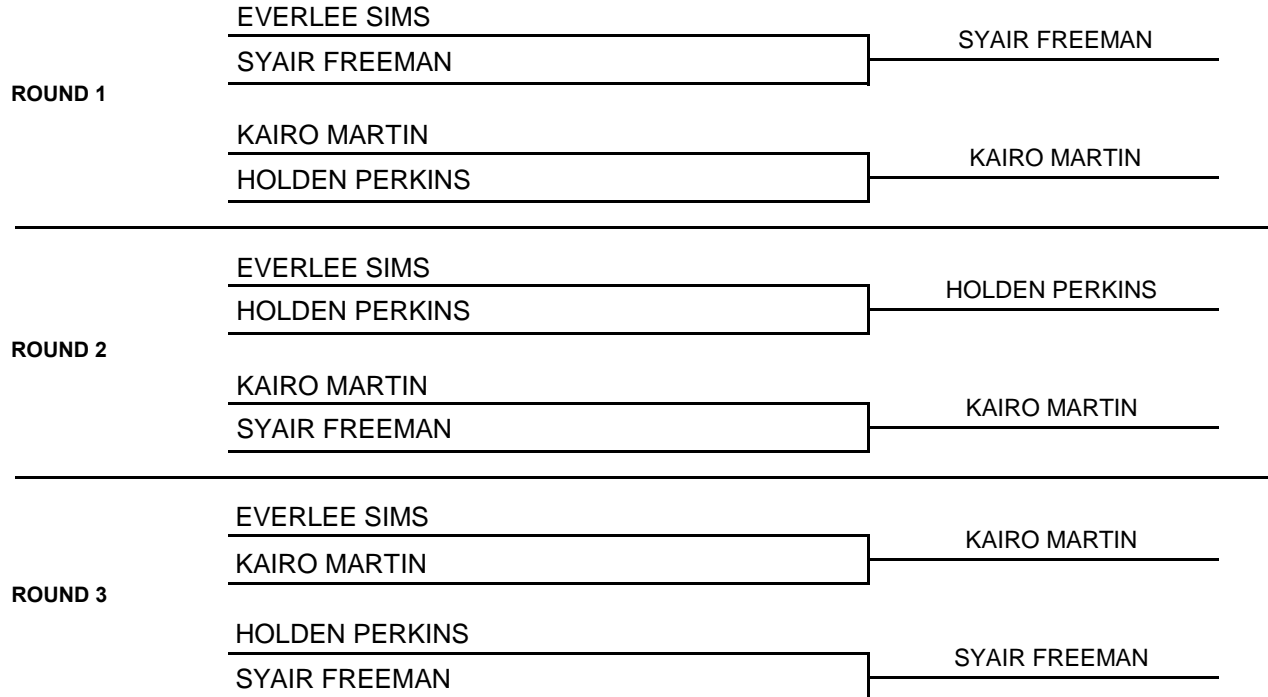 EVERLEE SIMS
SYAIR FREEMAN
SYAIR FREEMAN
ROUND 1
KAIRO MARTIN
KAIRO MARTIN
HOLDEN PERKINS
EVERLEE SIMS
HOLDEN PERKINS
HOLDEN PERKINS
ROUND 2
KAIRO MARTIN
KAIRO MARTIN
SYAIR FREEMAN
EVERLEE SIMS
KAIRO MARTIN
KAIRO MARTIN
ROUND 3
HOLDEN PERKINS
SYAIR FREEMAN
SYAIR FREEMAN